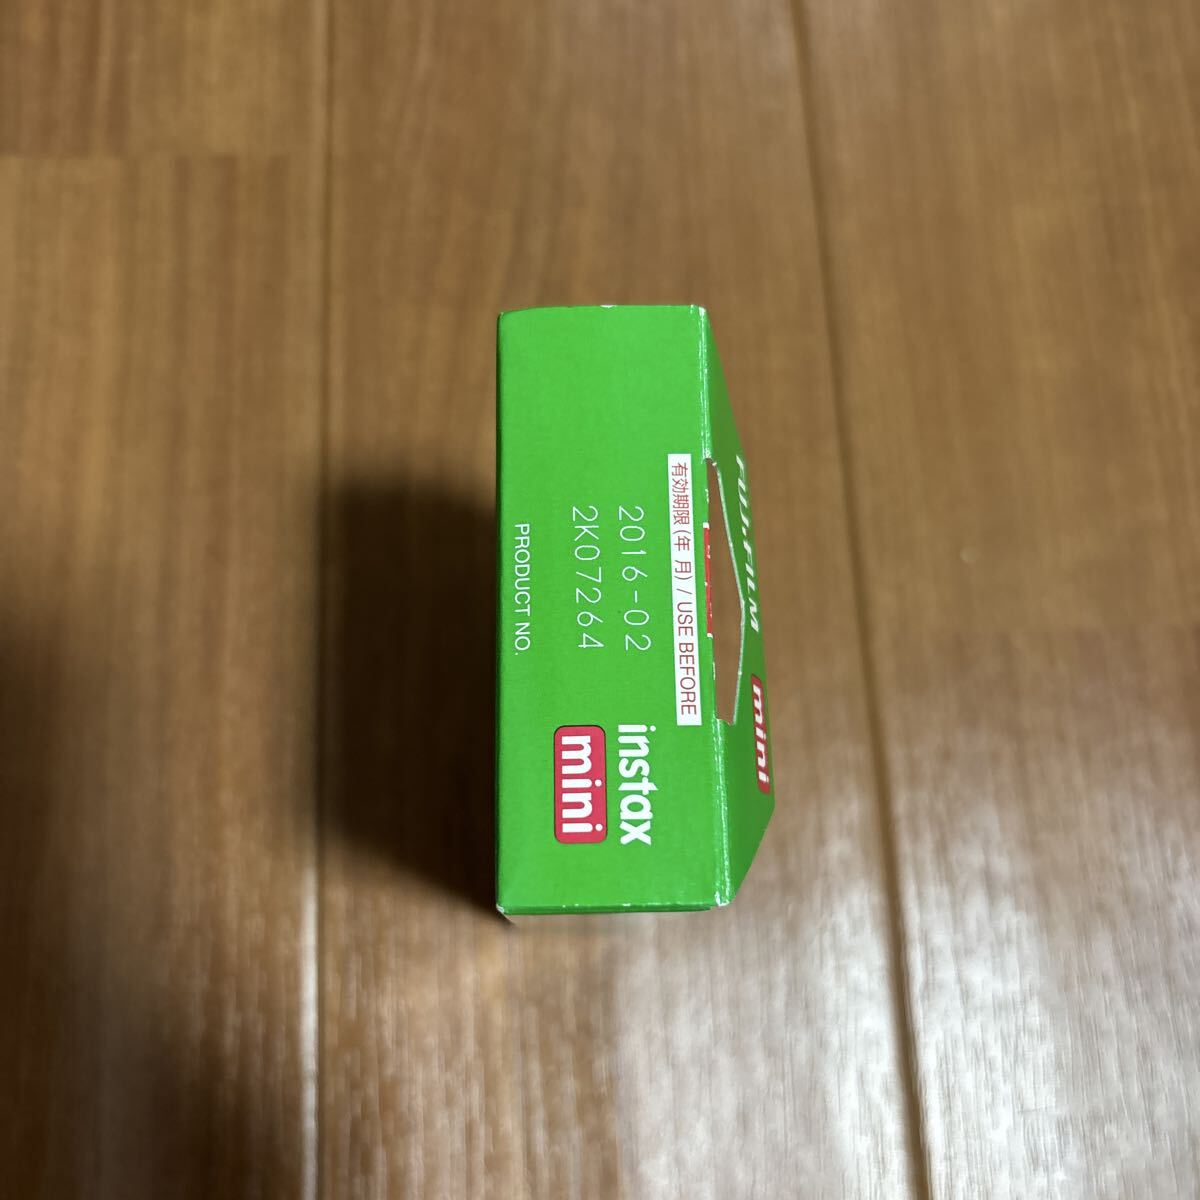 FUJIFILM
mini
有効期限 (年 月) / USE BEFORE
2016-02
2K07264
PRODUCT NO.
instax
mini